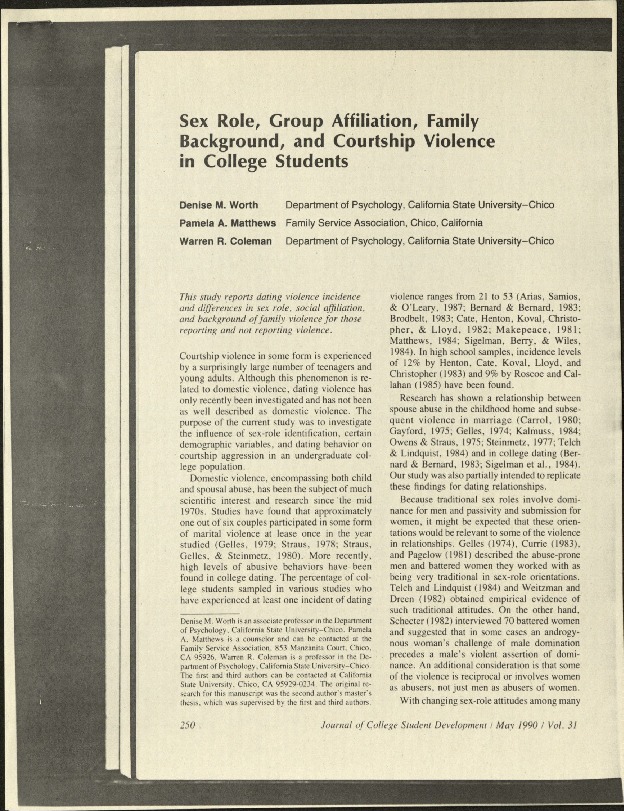 Sex Role, Group Affiliation, Family
Background, and Courtship Violence
in College Students
Denise M. Worth Department of Psychology, California State University–Chico
Pamela A. Matthews Family Service Association, Chico, California
Warren R. Coleman Department of Psychology, California State University–Chico
This study reports dating violence incidence
and differences in sex role, social affiliation,
and background of family violence for those
reporting and not reporting violence.
Courtship violence in some form is experienced
by a surprisingly large number of teenagers and
young adults. Although this phenomenon is re-
lated to domestic violence, dating violence has
only recently been investigated and has not been
as well described as domestic violence. The
purpose of the current study was to investigate
the influence of sex-role identification, certain
demographic variables, and dating behavior on
courtship aggression in an undergraduate col-
lege population.
Domestic violence, encompassing both child
and spousal abuse, has been the subject of much
scientific interest and research since the mid
1970s. Studies have found that approximately
one out of six couples participated in some form
of marital violence at lease once in the year
studied (Gelles, 1979; Straus, 1978; Straus,
Gelles, & Steinmetz, 1980). More recently,
high levels of abusive behaviors have been
found in college dating. The percentage of col-
lege students sampled in various studies who
have experienced at least one incident of dating
Denise M. Worth is an associate professor in the Department
of Psychology, California State University–Chico. Pamela
A. Matthews is a counselor and can be contacted at the
Family Service Association, 853 Manzanita Court, Chico,
CA 95926. Warren R. Coleman is a professor in the De-
partment of Psychology, California State University–Chico.
The first and third authors can be contacted at California
State University, Chico, CA 95929-0234. The original re-
search for this manuscript was the second author's master's
thesis, which was supervised by the first and third authors.
violence ranges from 21 to 53 (Arias, Samios,
& O'Leary, 1987; Bernard & Bernard, 1983;
Brodbelt, 1983; Cate, Henton, Koval, Christo-
pher, & Lloyd, 1982; Makepeace, 1981;
Matthews, 1984; Sigelman, Berry, & Wiles,
1984). In high school samples, incidence levels
of 12% by Henton, Cate, Koval, Lloyd, and
Christopher (1983) and 9% by Roscoe and Cal-
lahan (1985) have been found.
Research has shown a relationship between
spouse abuse in the childhood home and subse-
quent violence in marriage (Carrol, 1980;
Gayford, 1975; Gelles, 1974; Kalmuss, 1984;
Owens & Straus, 1975; Steinmetz, 1977; Telch
& Lindquist, 1984) and in college dating (Ber-
nard & Bernard, 1983; Sigelman et al., 1984).
Our study was also partially intended to replicate
these findings for dating relationships.
Because traditional sex roles involve domi-
nance for men and passivity and submission for
women, it might be expected that these orien-
tations would be relevant to some of the violence
in relationships. Gelles (1974), Currie (1983),
and Pagelow (1981) described the abuse-prone
men and battered women they worked with as
being very traditional in sex-role orientations.
Telch and Lindquist (1984) and Weitzman and
Dreen (1982) obtained empirical evidence of
such traditional attitudes. On the other hand,
Schecter (1982) interviewed 70 battered women
and suggested that in some cases an androgy-
nous woman's challenge of male domination
precedes a male's violent assertion of domi-
nance. An additional consideration is that some
of the violence is reciprocal or involves women
as abusers, not just men as abusers of women.
With changing sex-role attitudes among many
250 Journal of College Student Development / May 1990 / Vol. 31